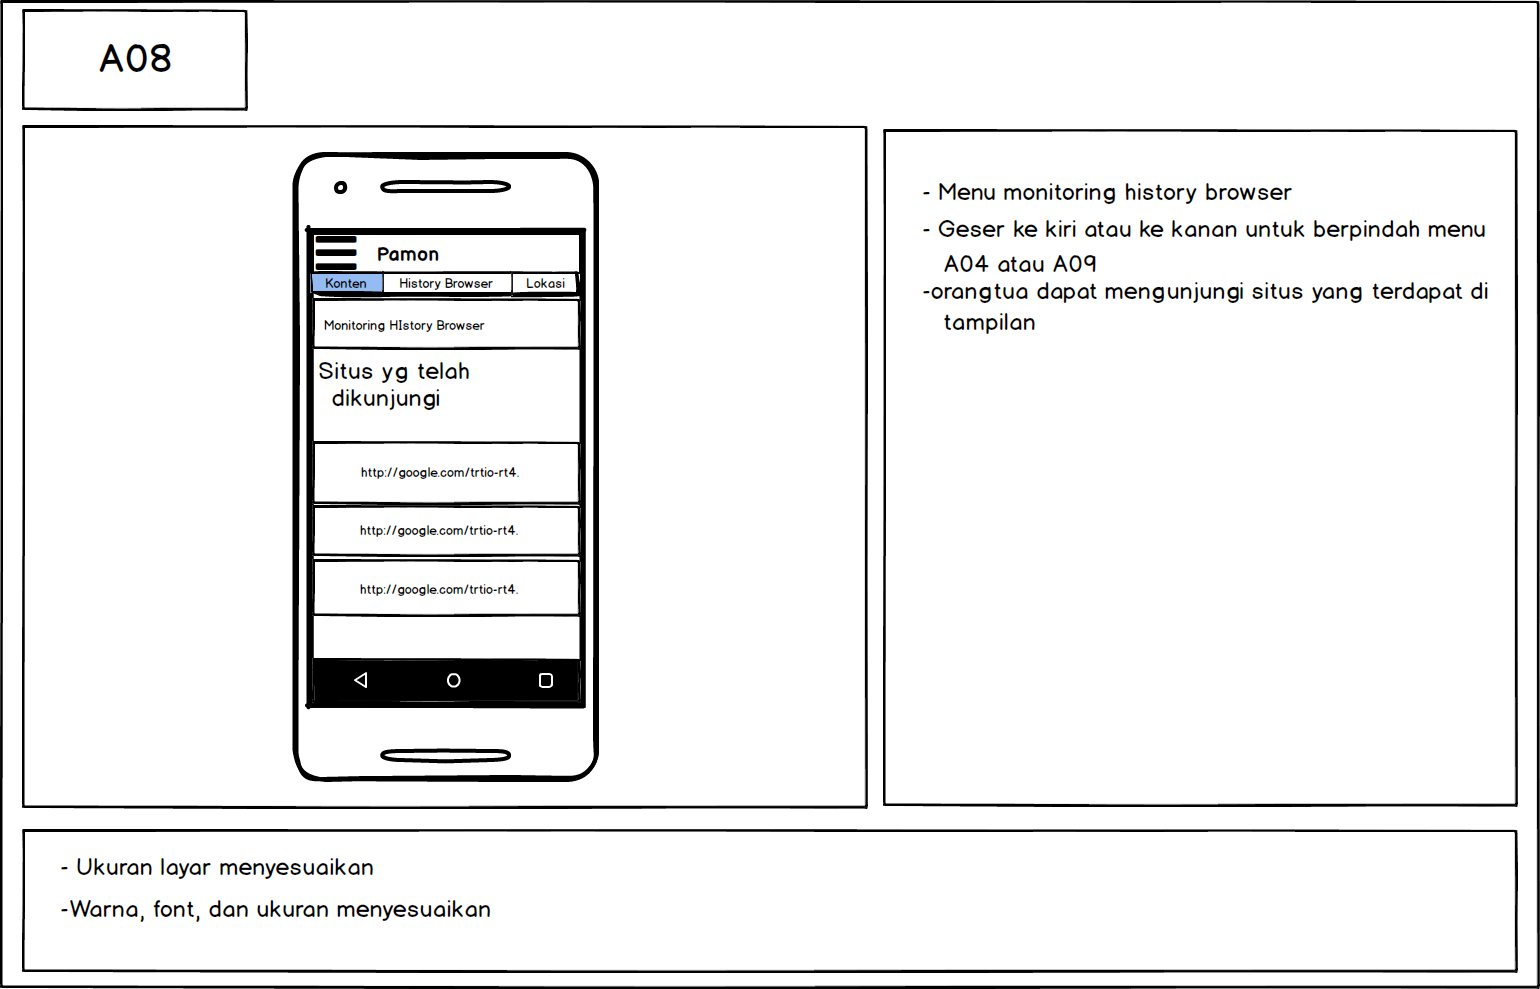 A08
Pamon
Konten History Browser Lokasi
Monitoring HIstory Browser
Situs yg telah
dikunjungi
http://google.com/trtio-rt4.
http://google.com/trtio-rt4.
http://google.com/trtio-rt4.
- Menu monitoring history browser
- Geser ke kiri atau ke kanan untuk berpindah menu
A04 atau A09
-orangtua dapat mengunjungi situs yang terdapat di
tampilan
- Ukuran layar menyesuaikan
-Warna, font, dan ukuran menyesuaikan